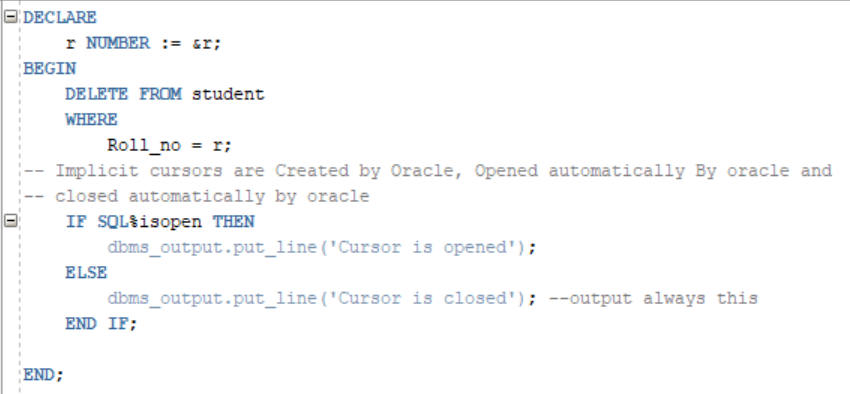 DECLARE
r NUMBER := &r;
BEGIN
DELETE FROM student
WHERE
Roll_no = r;
-- Implicit cursors are Created by Oracle, Opened automatically By oracle and
-- closed automatically by oracle
IF SQL%isopen THEN
dbms_output.put_line('Cursor is opened');
ELSE
dbms_output.put_line('Cursor is closed'); --output always this
END IF;
END;